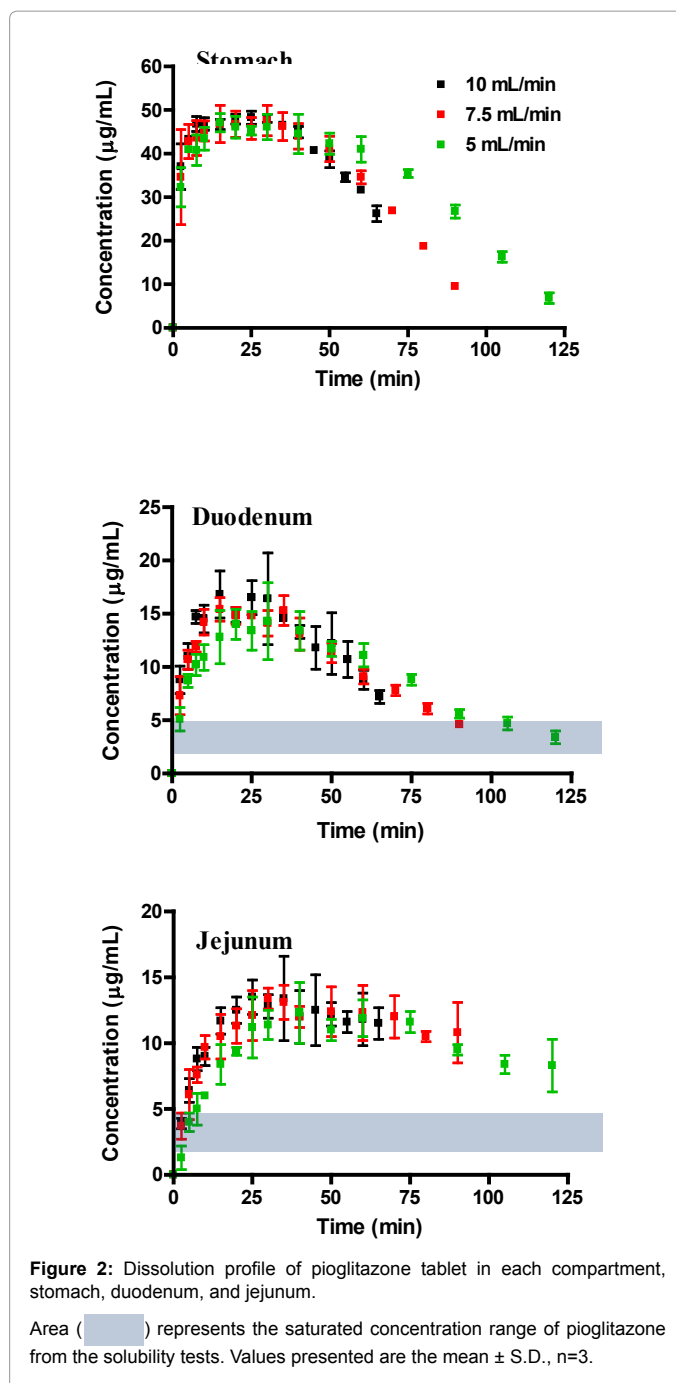 Stomach
10 mL/min
7.5 mL/min
5 mL/min
Concentration (µg/mL)
60
50
40
30
20
10
0
0 25 50 75 100 125
Time (min)
Duodenum
Concentration (µg/mL)
25
20
15
10
5
0
0 25 50 75 100 125
Time (min)
Jejunum
Concentration (µg/mL)
20
15
10
5
0
0 25 50 75 100 125
Time (min)
Figure 2: Dissolution profile of pioglitazone tablet in each compartment,
stomach, duodenum, and jejunum.
Area ( ) represents the saturated concentration range of pioglitazone
from the solubility tests. Values presented are the mean ± S.D., n=3.